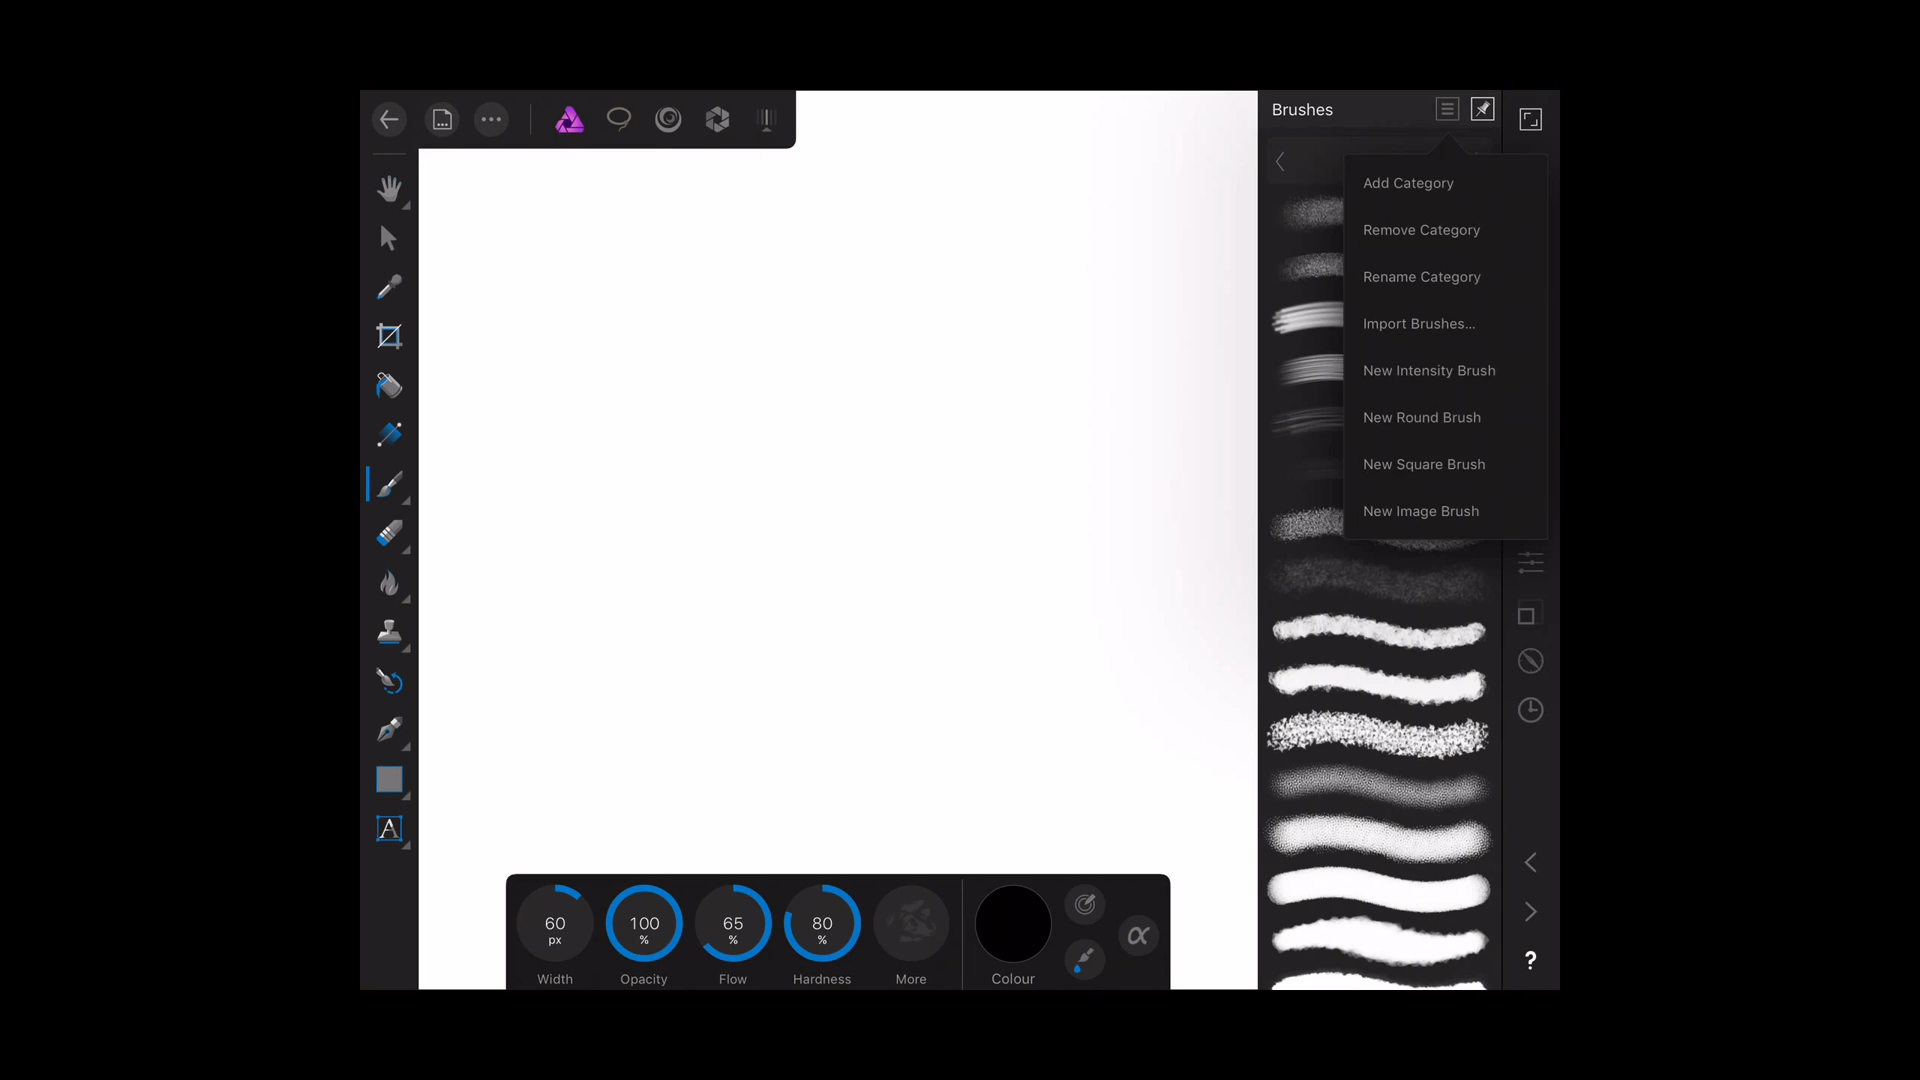 Brushes
Add Category
Remove Category
Rename Category
Import Brushes...
New Intensity Brush
New Round Brush
New Square Brush
New Image Brush
A
60
px
Width
100
%
Opacity
65
%
Flow
80
%
Hardness
More
Colour
α
?